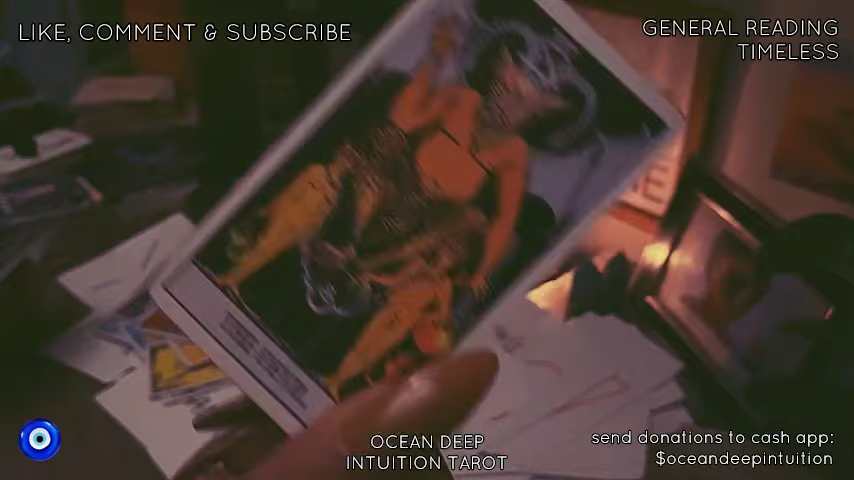 LIKE, COMMENT & SUBSCRIBE
GENERAL READING
TIMELESS
OCEAN DEEP
INTUITION TAROT
send donations to cash app:
$oceandeepintuition